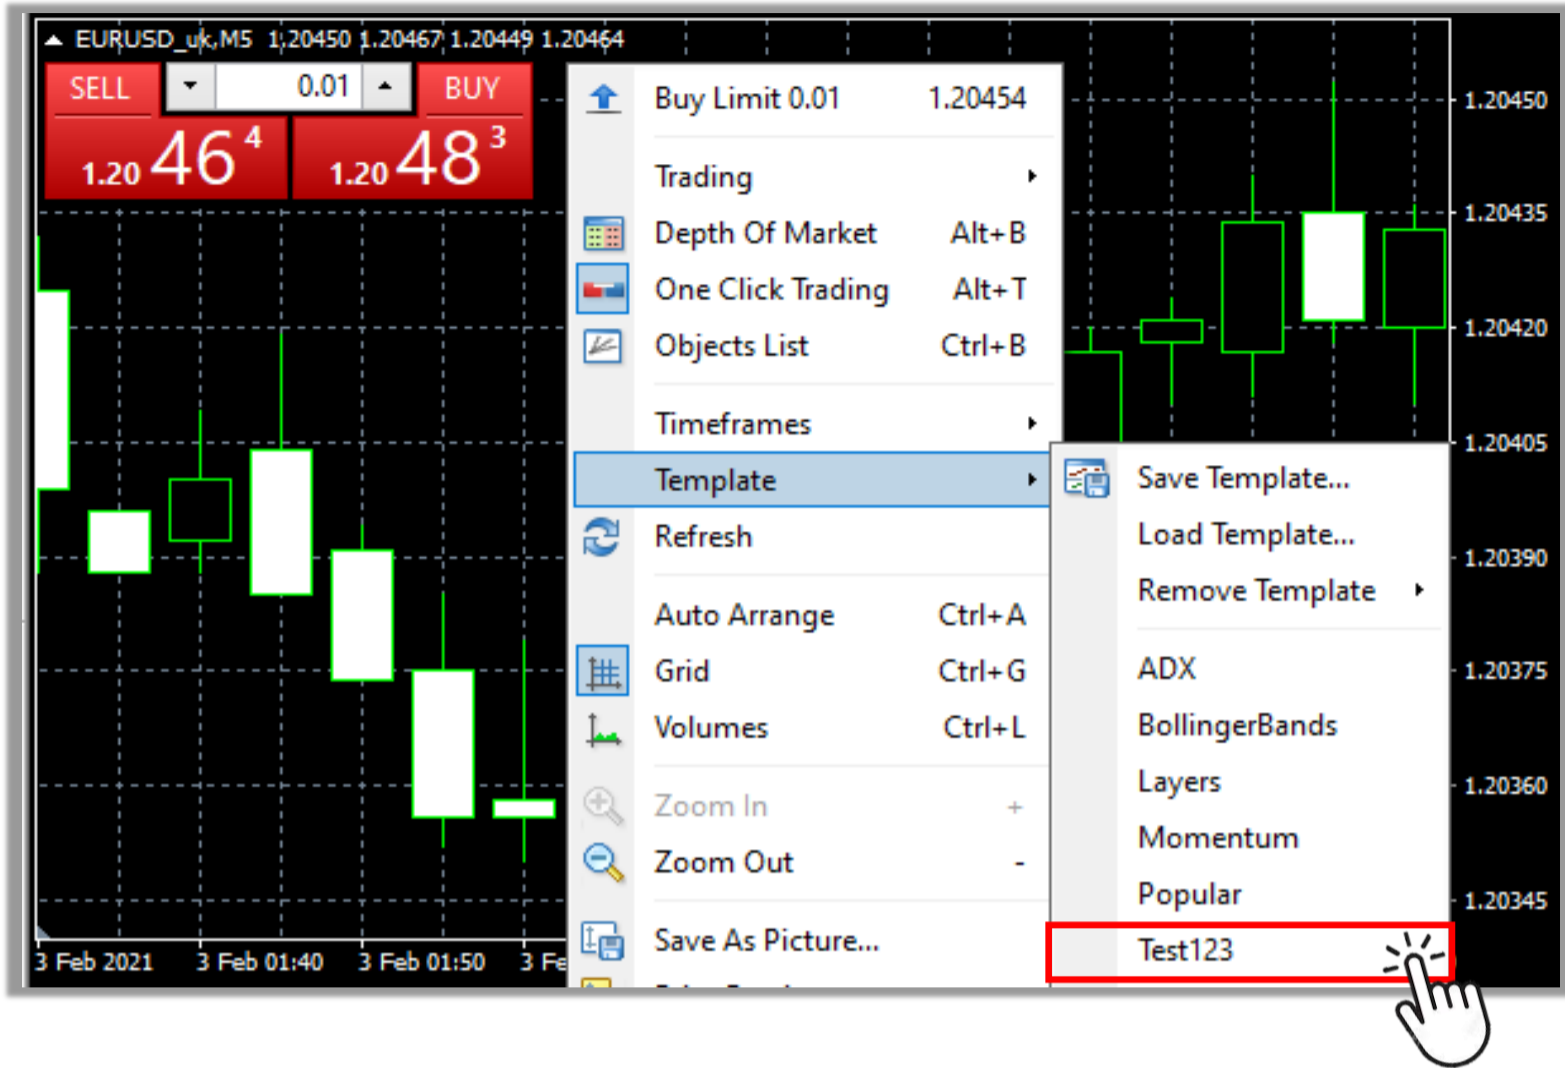 EURUSD_uk,M5 1.20450 1.20467 1.20449 1.20464
SELL 0.01 BUY
1.20 46 4 1.20 48 3
Buy Limit 0.01 1.20454
Trading
Depth Of Market Alt+B
One Click Trading Alt+T
Objects List Ctrl+B
Timeframes
Template
Refresh
Auto Arrange Ctrl+A
Grid Ctrl+G
Volumes Ctrl+L
Zoom In +
Zoom Out -
Save As Picture...
Save Template...
Load Template...
Remove Template
ADX
BollingerBands
Layers
Momentum
Popular
Test123
1.20450
1.20435
1.20420
1.20405
1.20390
1.20375
1.20360
1.20345
3 Feb 2021 3 Feb 01:40 3 Feb 01:50 3 Fe